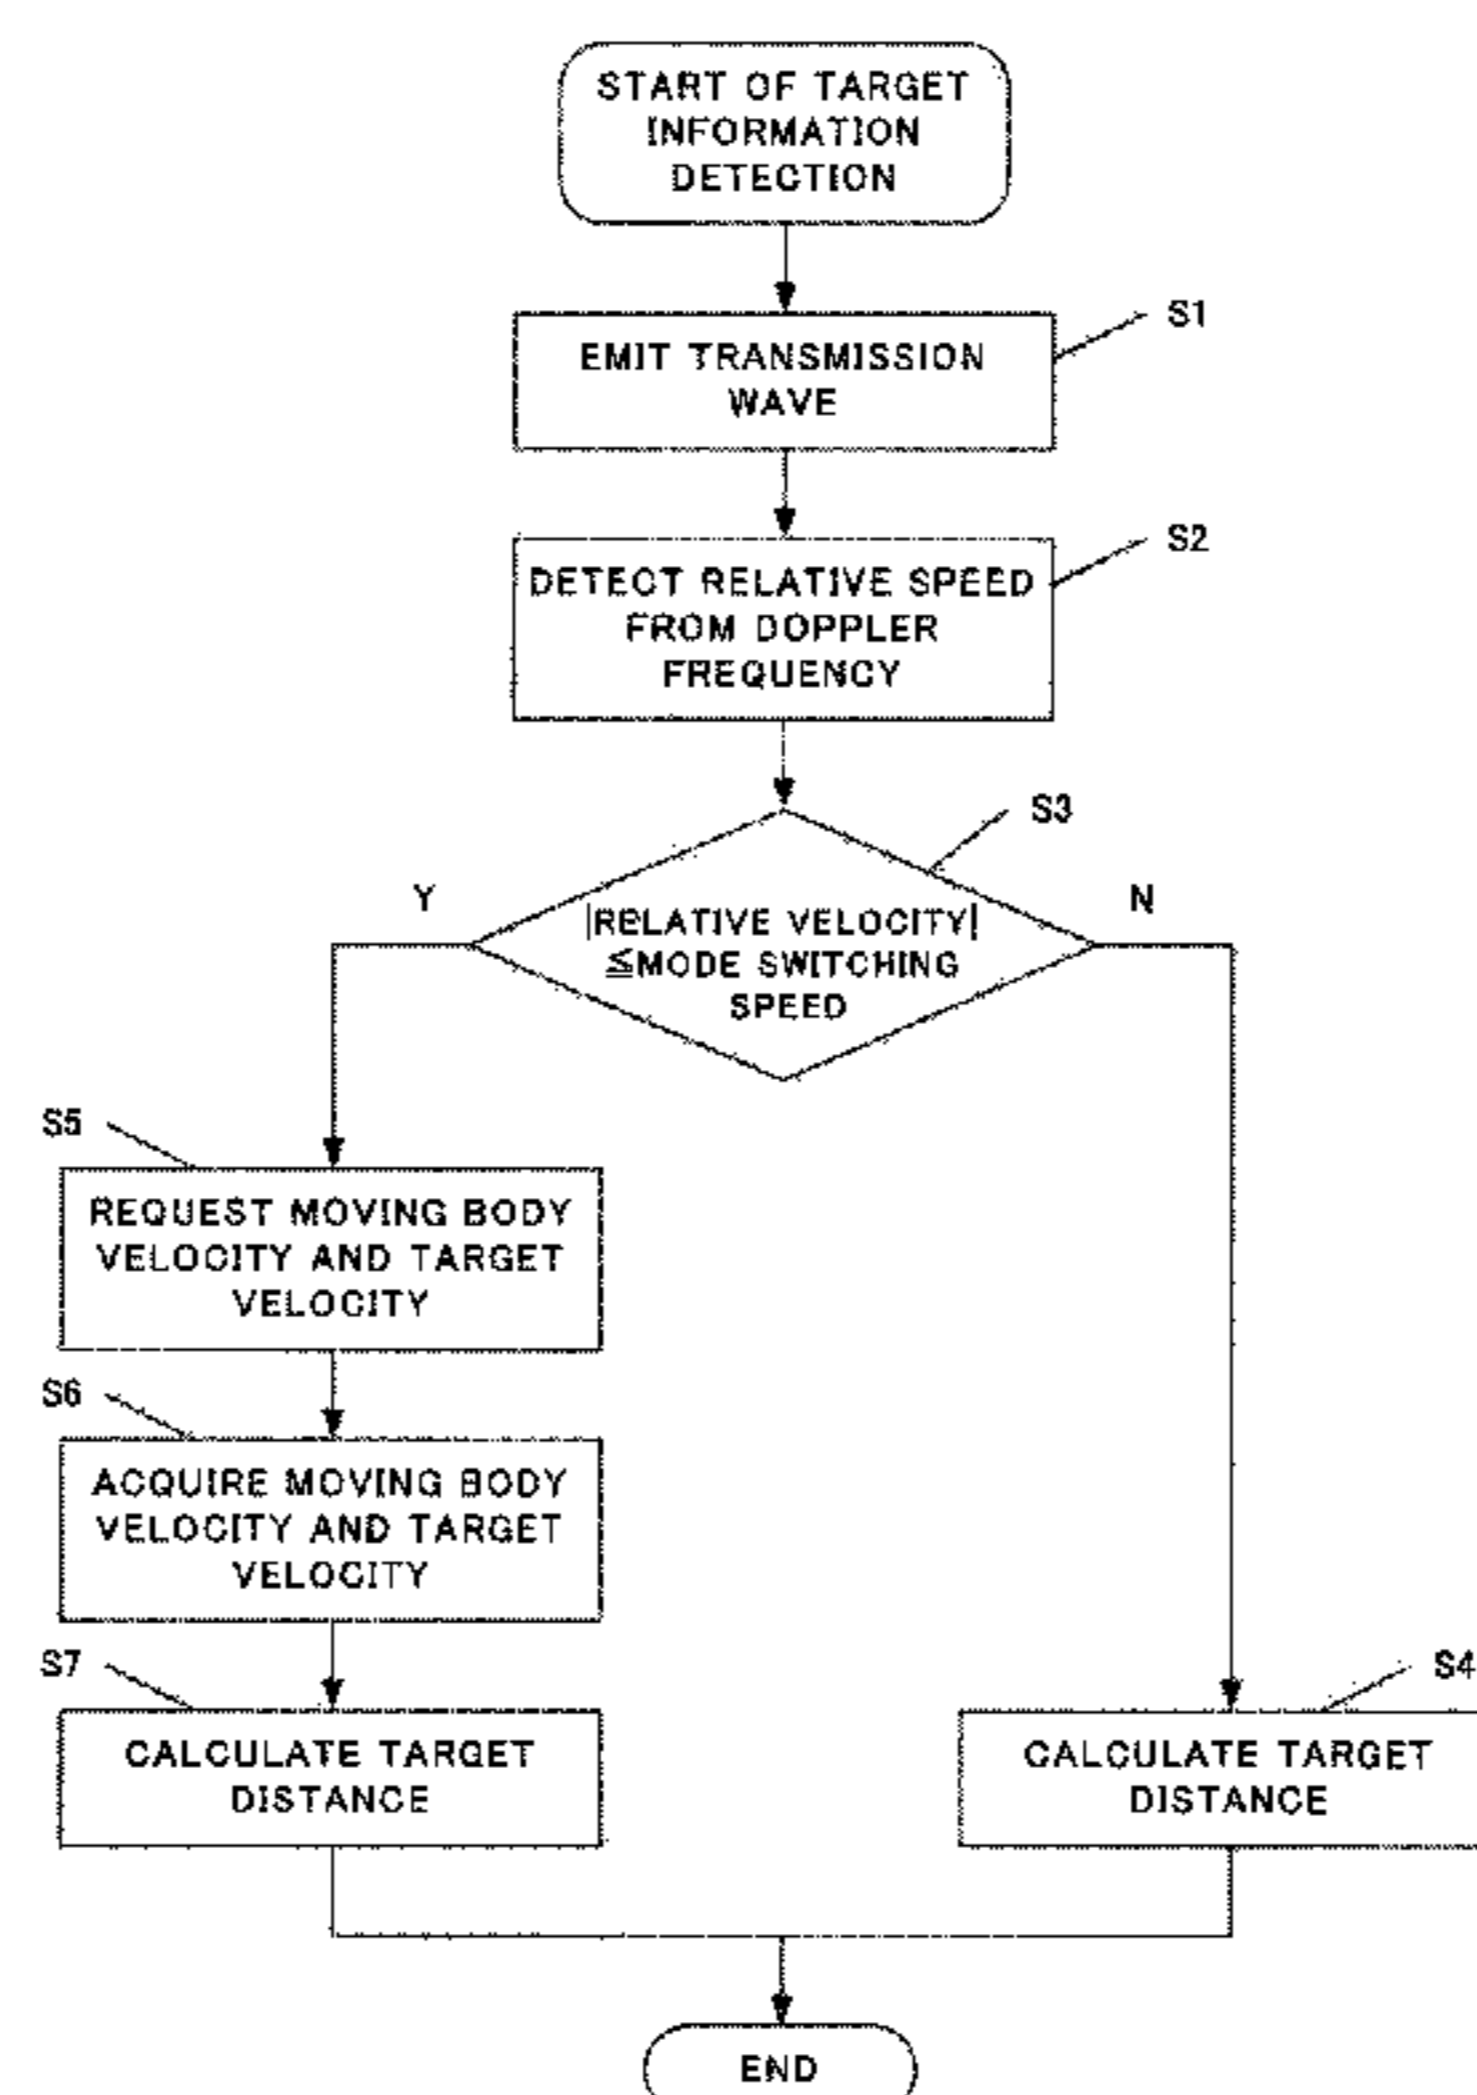 START OF TARGET
INFORMATION
DETECTION
S1
EMIT TRANSMISSION
WAVE
S2
DETECT RELATIVE SPEED
FROM DOPPLER
FREQUENCY
S3
Y
N
|RELATIVE VELOCITY|
≦MODE SWITCHING
SPEED
S5
REQUEST MOVING BODY
VELOCITY AND TARGET
VELOCITY
S6
ACQUIRE MOVING BODY
VELOCITY AND TARGET
VELOCITY
S7
CALCULATE TARGET
DISTANCE
S4
CALCULATE TARGET
DISTANCE
END